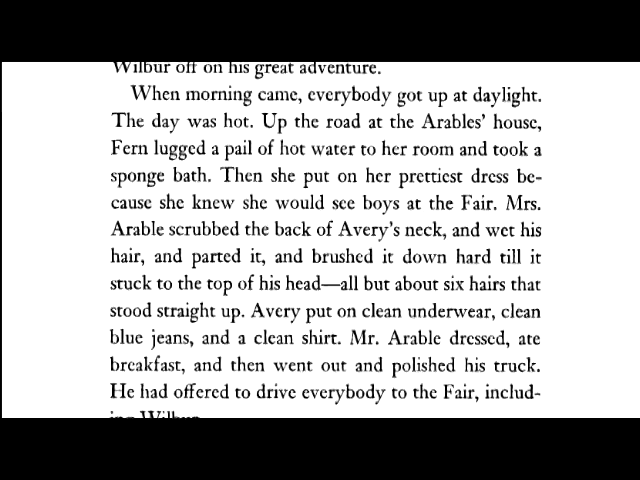 Wilbur off on his great adventure.
When morning came, everybody got up at daylight.
The day was hot. Up the road at the Arables' house,
Fern lugged a pail of hot water to her room and took a
sponge bath. Then she put on her prettiest dress be-
cause she knew she would see boys at the Fair. Mrs.
Arable scrubbed the back of Avery's neck, and wet his
hair, and parted it, and brushed it down hard till it
stuck to the top of his head—all but about six hairs that
stood straight up. Avery put on clean underwear, clean
blue jeans, and a clean shirt. Mr. Arable dressed, ate
breakfast, and then went out and polished his truck.
He had offered to drive everybody to the Fair, includ-
ing Wilbur.